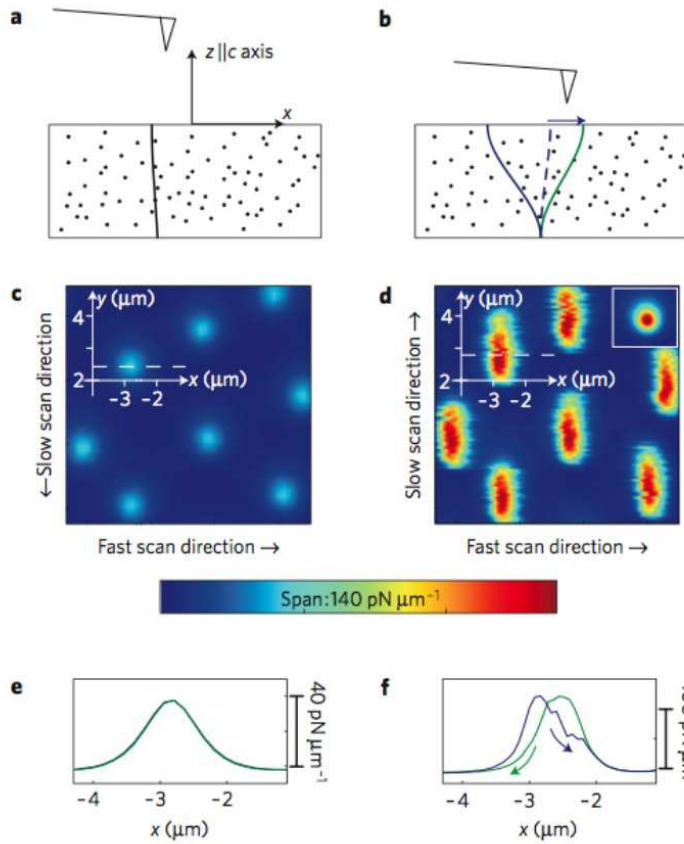 a
b
z ||c axis
x
c
y (μm)
4
2
x (μm)
-3
-2
←Slow scan direction
Fast scan direction →
d
y (μm)
4
2
x (μm)
-3
-2
Slow scan direction →
Fast scan direction →
Span:140 pN μm⁻¹
e
40 pN μm⁻¹
-4
-3
-2
x (μm)
f
-4
-3
-2
x (μm)